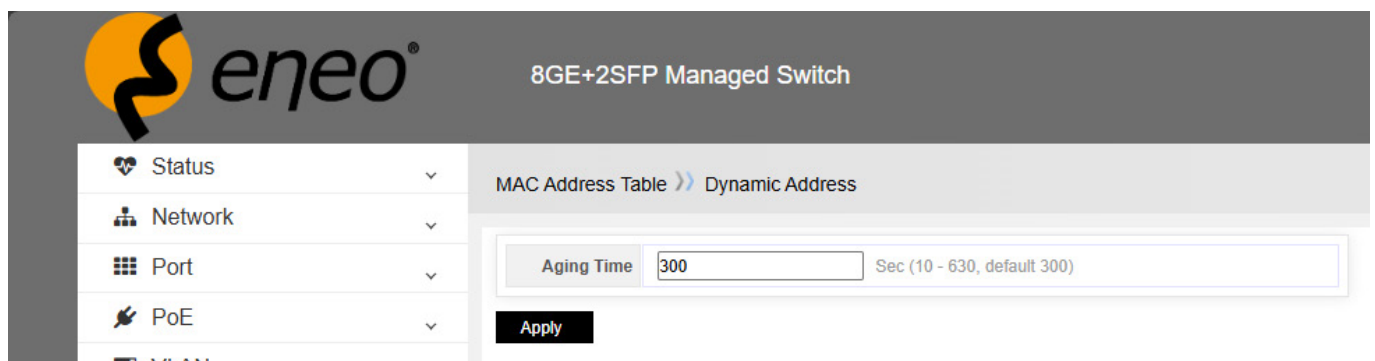 eneo®
8GE+2SFP Managed Switch
Status
Network
Port
PoE
MAC Address Table Dynamic Address
Aging Time 300 Sec (10 - 630, default 300)
Apply